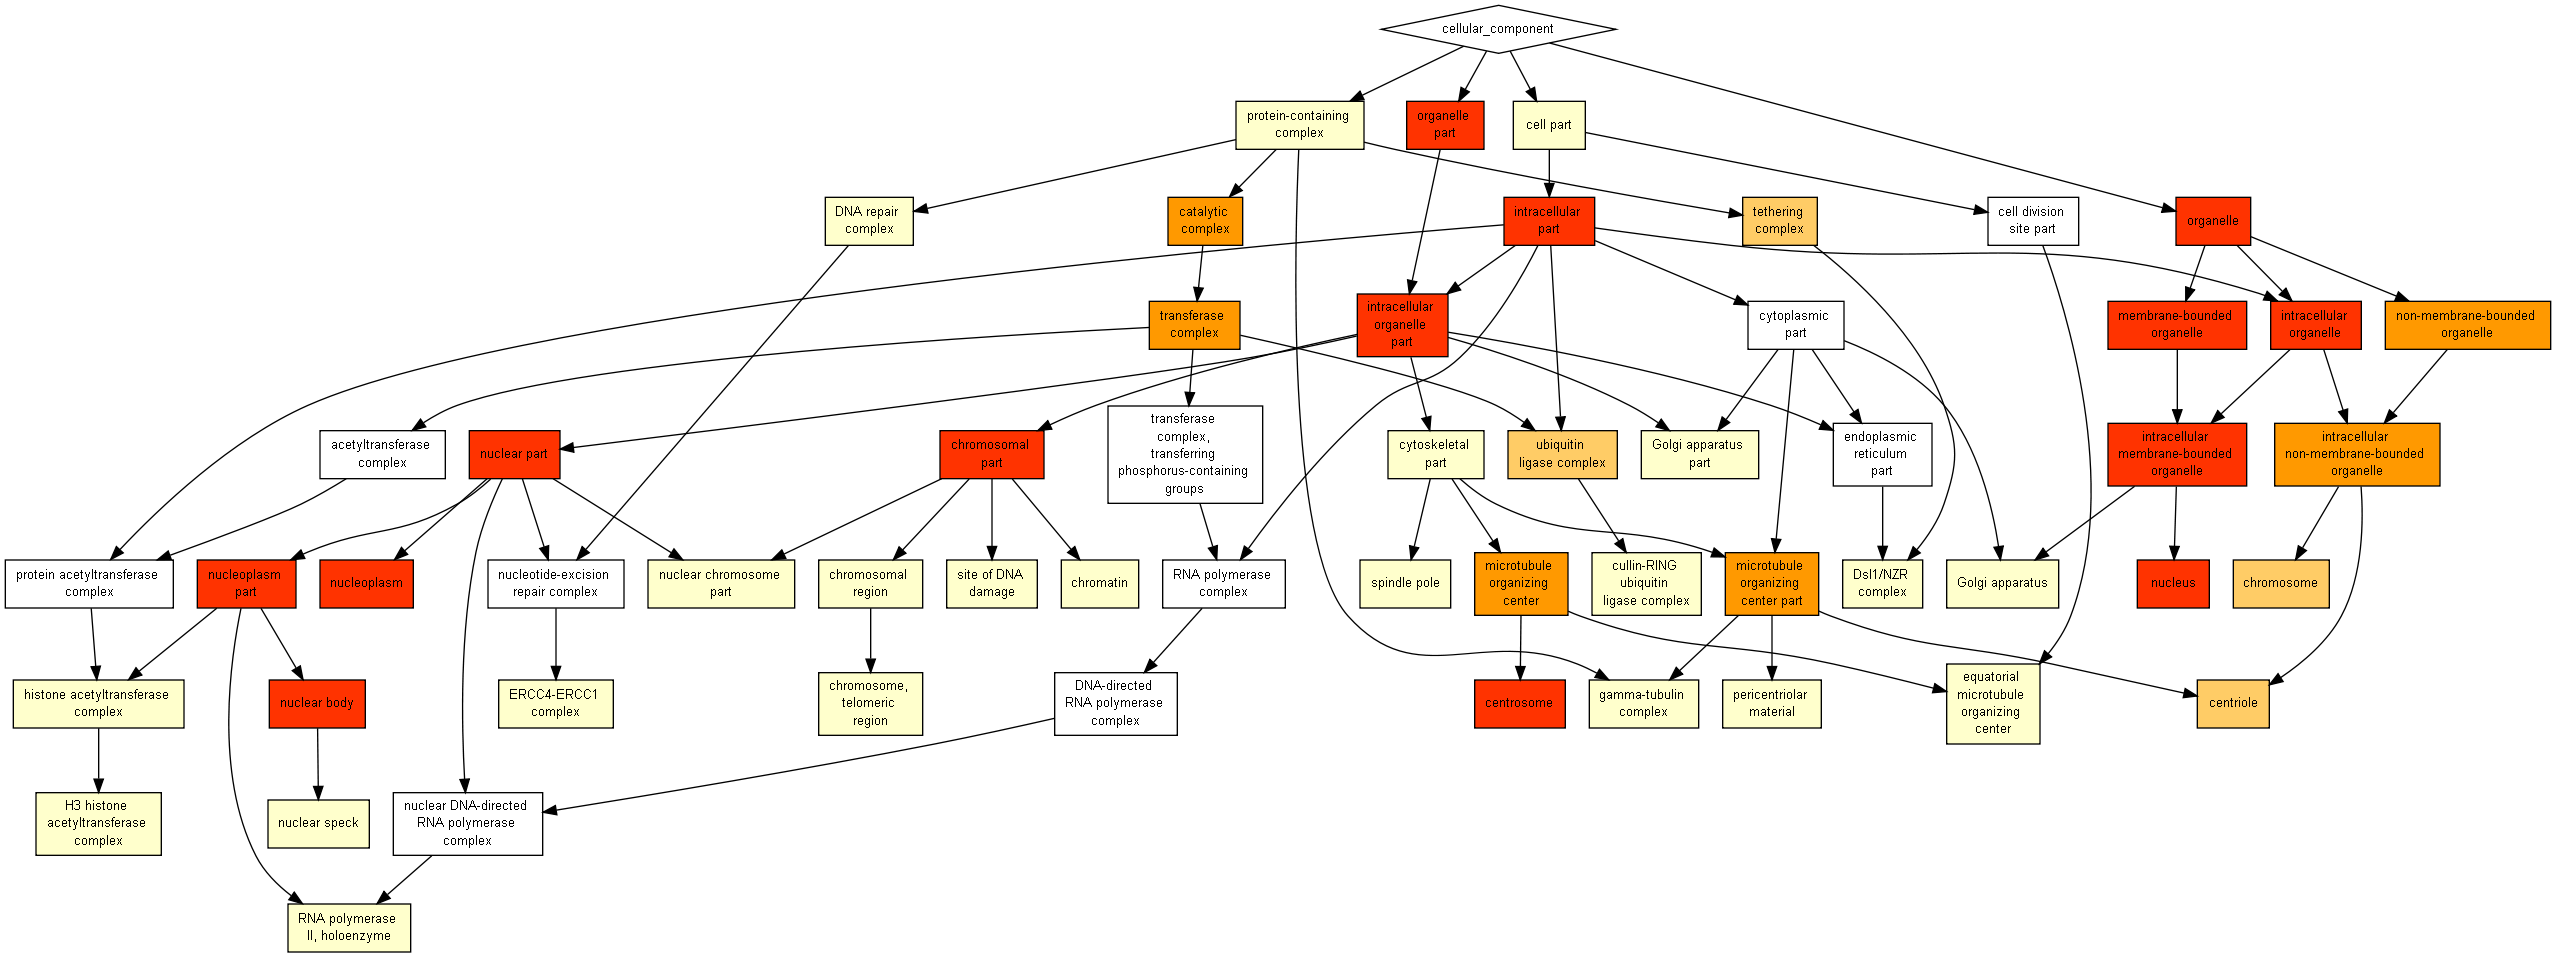 cellular_component
protein-containing
complex
organelle
part
cell part
DNA repair
complex
catalytic
complex
intracellular
part
tethering
complex
cell division
site part
organelle
transferase
complex
intracellular
organelle
part
cytoplasmic
part
membrane-bounded
organelle
intracellular
organelle
non-membrane-bounded
organelle
acetyltransferase
complex
nuclear part
chromosomal
part
transferase
complex,
transferring
phosphorus-containing
groups
cytoskeletal
part
ubiquitin
ligase complex
Golgi apparatus
part
endoplasmic
reticulum
part
intracellular
membrane-bounded
organelle
intracellular
non-membrane-bounded
organelle
protein acetyltransferase
complex
nucleoplasm
part
nucleoplasm
nucleotide-excision
repair complex
nuclear chromosome
part
chromosomal
region
site of DNA
damage
chromatin
RNA polymerase
complex
spindle pole
microtubule
organizing
center
cullin-RING
ubiquitin
ligase complex
microtubule
organizing
center part
Dsl1/NZR
complex
Golgi apparatus
nucleus
chromosome
histone acetyltransferase
complex
nuclear body
ERCC4-ERCC1
complex
chromosome,
telomeric
region
DNA-directed
RNA polymerase
complex
centrosome
gamma-tubulin
complex
pericentriolar
material
equatorial
microtubule
organizing
center
centriole
H3 histone
acetyltransferase
complex
nuclear speck
nuclear DNA-directed
RNA polymerase
complex
RNA polymerase
II, holoenzyme